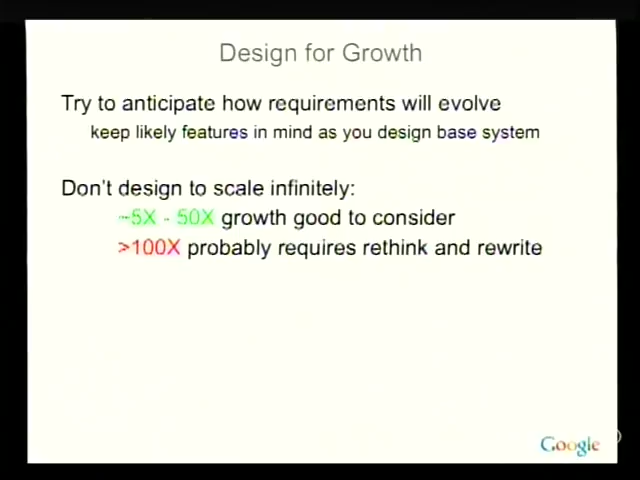 Design for Growth
Try to anticipate how requirements will evolve
keep likely features in mind as you design base system
Don't design to scale infinitely:
~5X - 50X growth good to consider
>100X probably requires rethink and rewrite
Google